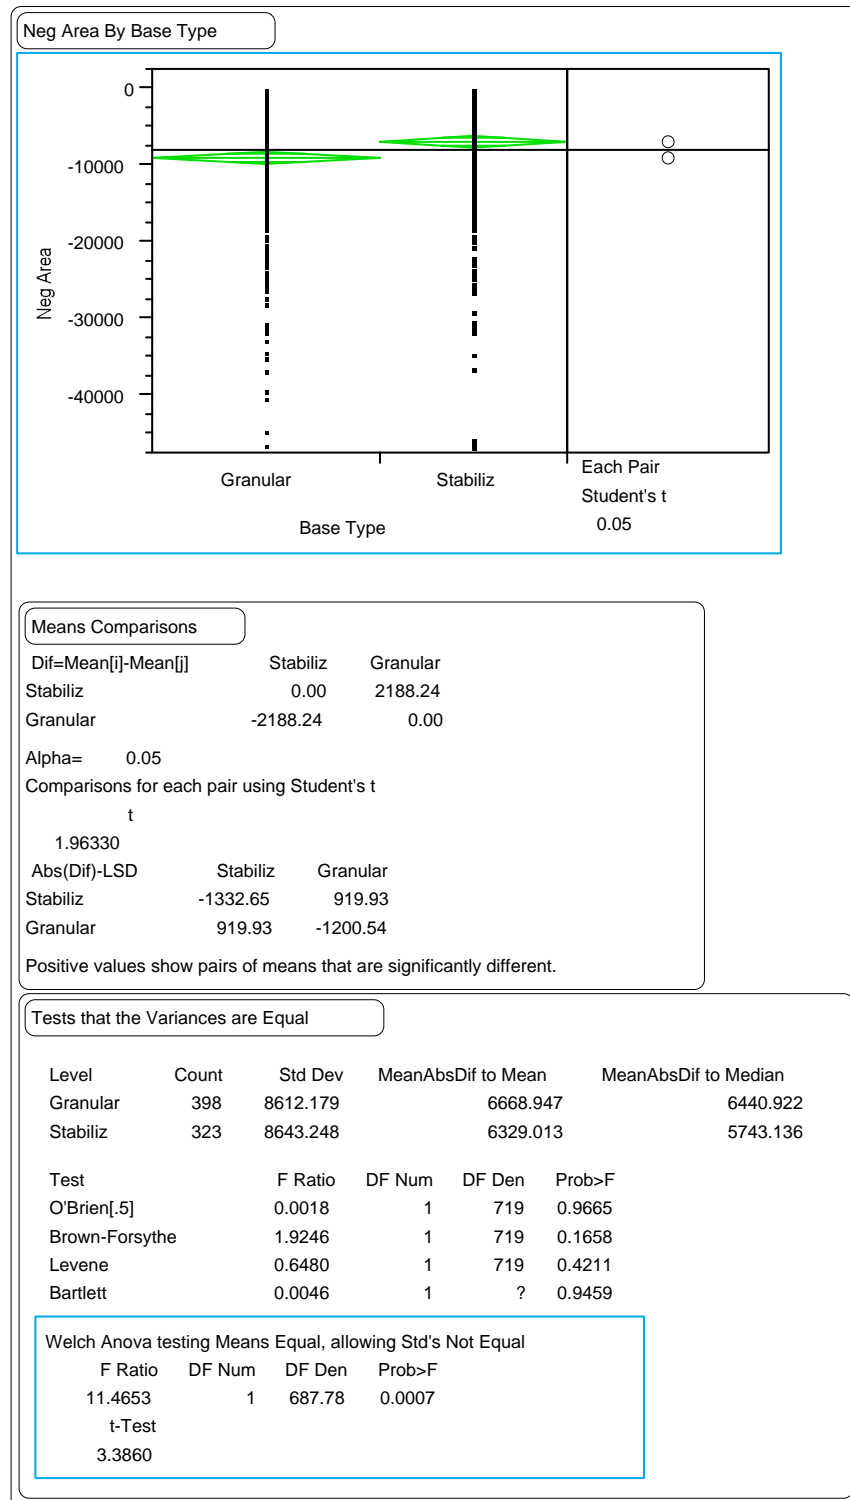 Neg Area By Base Type
0
-10000
-20000
-30000
-40000
Neg Area
Granular
Stabiliz
Base Type
Each Pair
Student's t
0.05
Means Comparisons
Dif=Mean[i]-Mean[j] Stabiliz Granular
Stabiliz 0.00 2188.24
Granular -2188.24 0.00
Alpha= 0.05
Comparisons for each pair using Student's t
t
1.96330
Abs(Dif)-LSD Stabiliz Granular
Stabiliz -1332.65 919.93
Granular 919.93 -1200.54
Positive values show pairs of means that are significantly different.
Tests that the Variances are Equal
Level Count Std Dev MeanAbsDif to Mean MeanAbsDif to Median
Granular 398 8612.179 6668.947 6440.922
Stabiliz 323 8643.248 6329.013 5743.136
Test F Ratio DF Num DF Den Prob>F
O'Brien[.5] 0.0018 1 719 0.9665
Brown-Forsythe 1.9246 1 719 0.1658
Levene 0.6480 1 719 0.4211
Bartlett 0.0046 1 ? 0.9459
Welch Anova testing Means Equal, allowing Std's Not Equal
F Ratio DF Num DF Den Prob>F
11.4653 1 687.78 0.0007
t-Test
3.3860